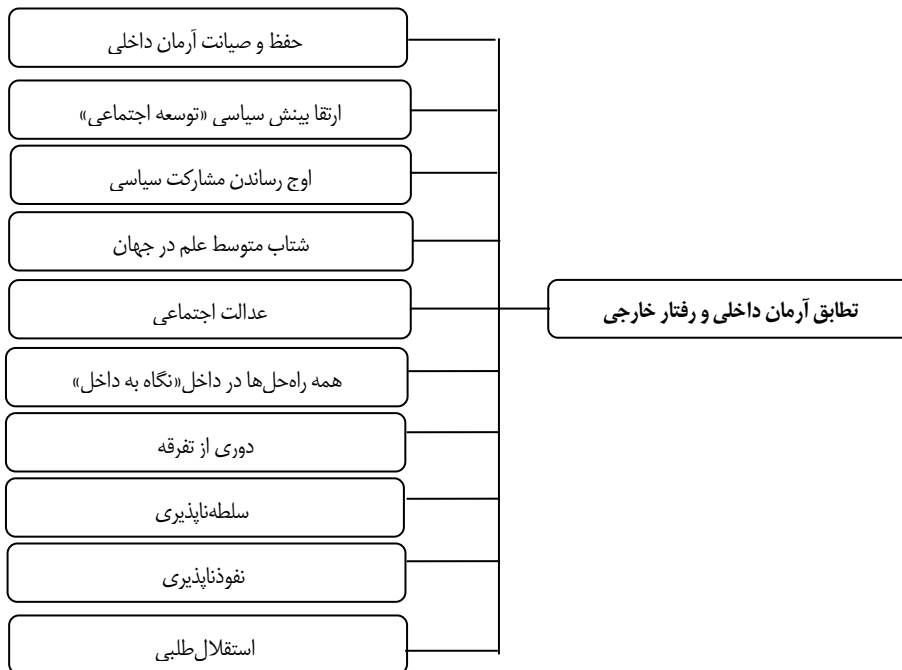 حفظ و صیانت آرمان داخلی
ارتقا بینش سیاسی «توسعه اجتماعی»
اوج رساندن مشارکت سیاسی
شتاب متوسط علم در جهان
عدالت اجتماعی
تطابق آرمان داخلی و رفتار خارجی
همه راه‌حل‌ها در داخل«نگاه به داخل»
دوری از تفرقه
سلطه‌ناپذیری
نفوذناپذیری
استقلال‌طلبی